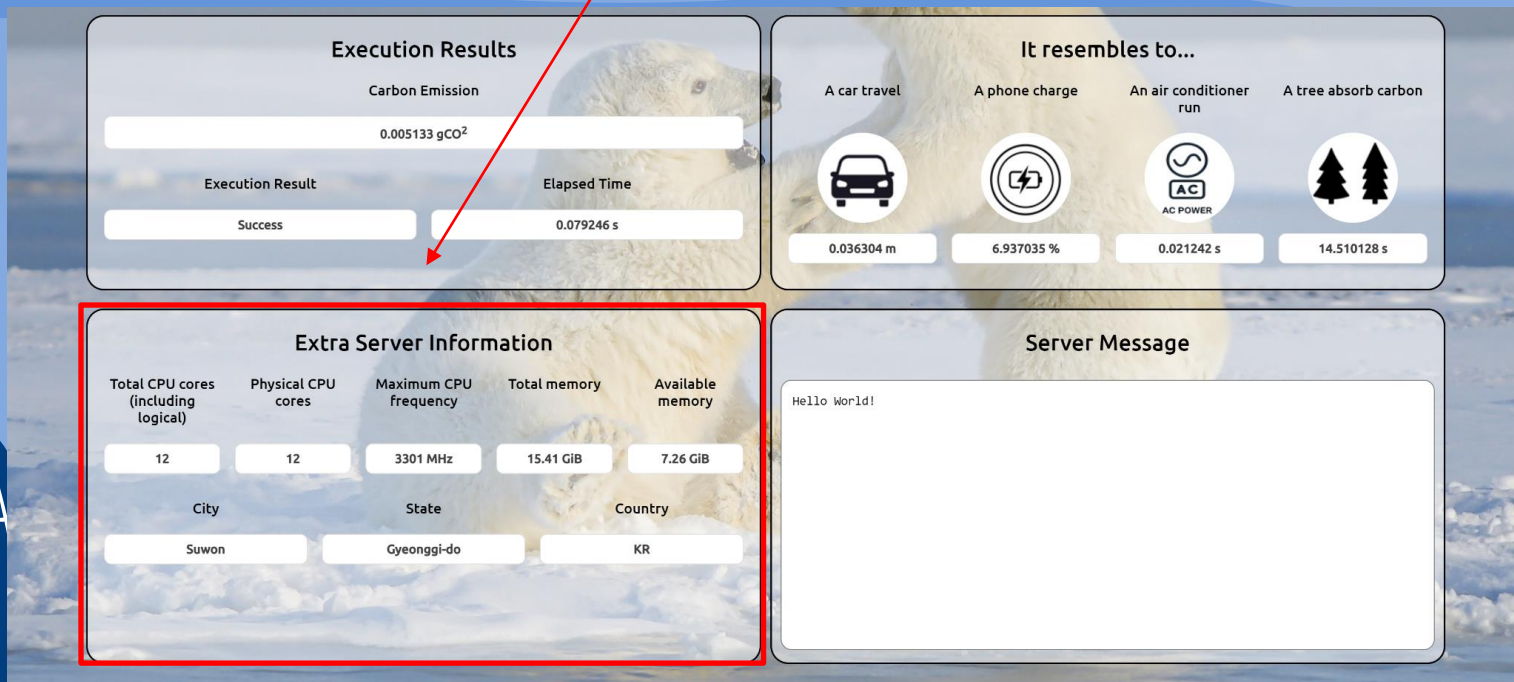 Execution Results
Carbon Emission
0.005133 gCO²
Execution Result
Elapsed Time
Success
0.079246 s
It resembles to...
A car travel
A phone charge
An air conditioner
run
A tree absorb carbon
AC
AC POWER
0.036304 m
6.937035 %
0.021242 s
14.510128 s
Extra Server Information
Total CPU cores
(including
logical)
Physical CPU
cores
Maximum CPU
frequency
Total memory
Available
memory
12
12
3301 MHz
15.41 GiB
7.26 GiB
City
State
Country
Suwon
Gyeonggi-do
KR
Server Message
Hello World!